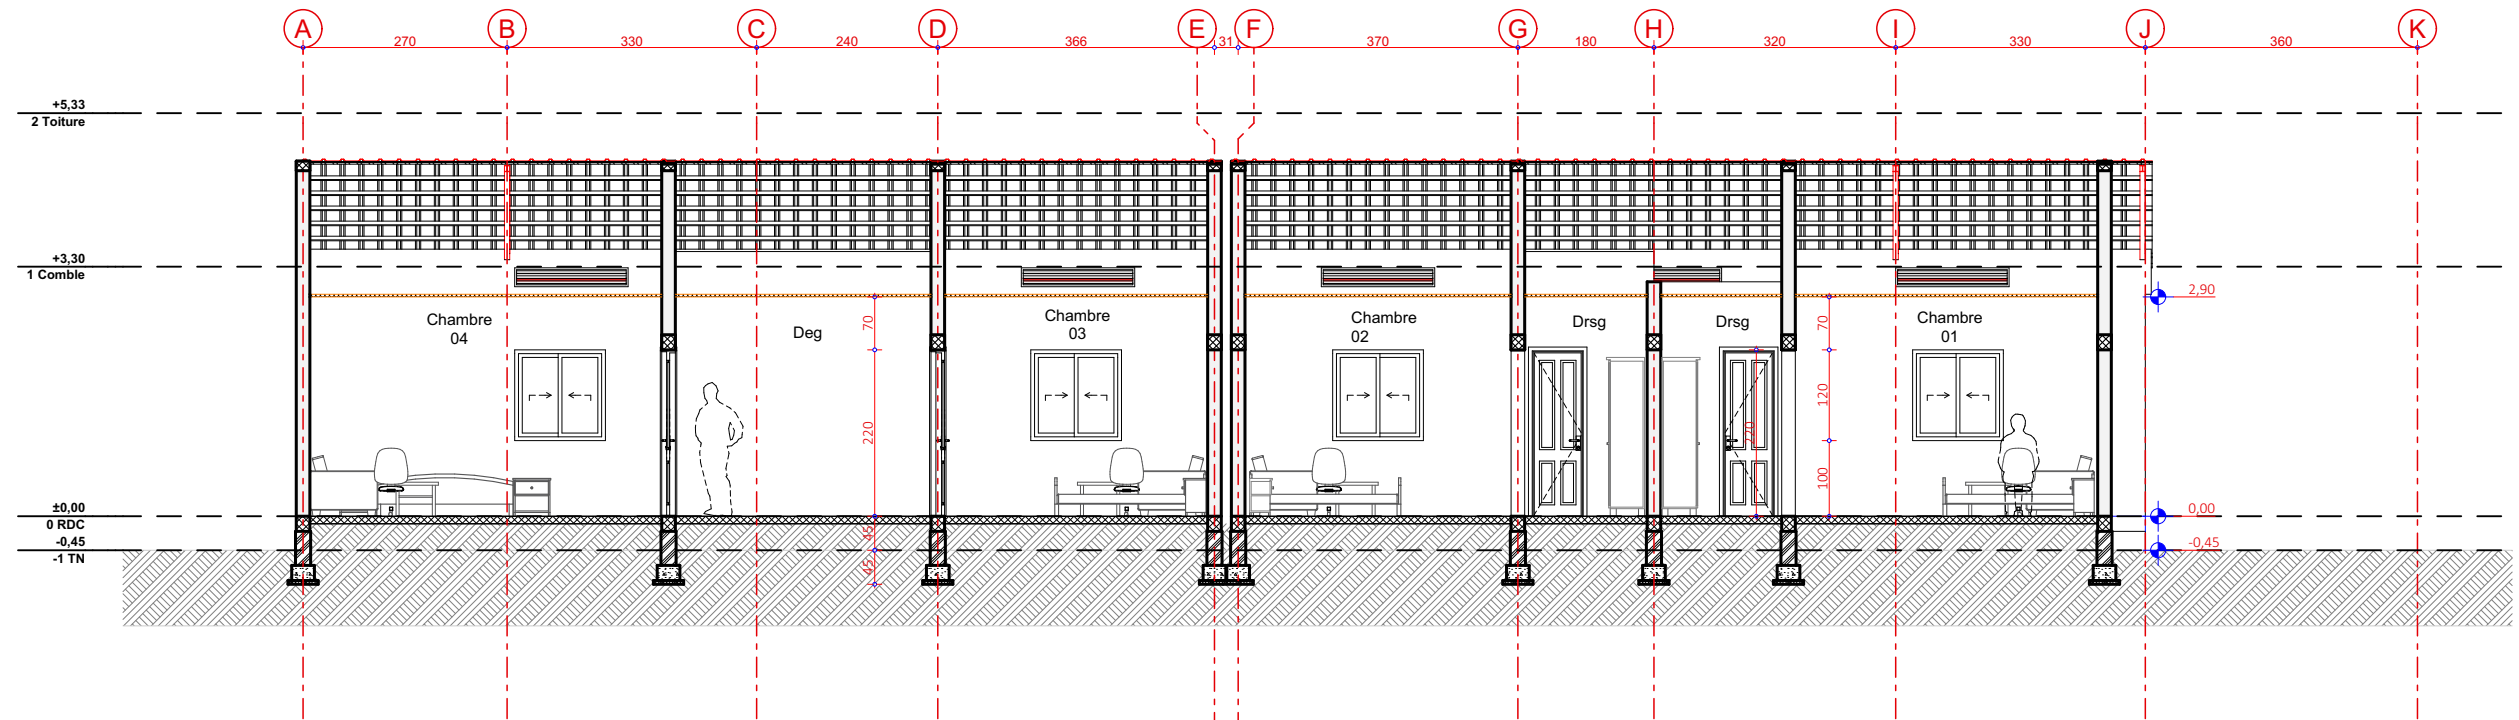 A B C D E F G H I J K
270 330 240 366 31 370 180 320 330 360
+5,33
2 Toiture
+3,30
1 Comble
2,90
Chambre
04
Deg
70
Chambre
03
Chambre
02
Drsg
Drsg
70
Chambre
01
220
220
120
100
±0,00
0 RDC
0,00
-0,45
-1 TN
45
45
-0,45